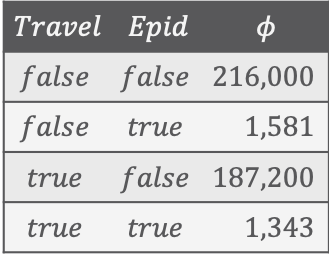 Travel Epid ϕ
false false 216,000
false true 1,581
true false 187,200
true true 1,343